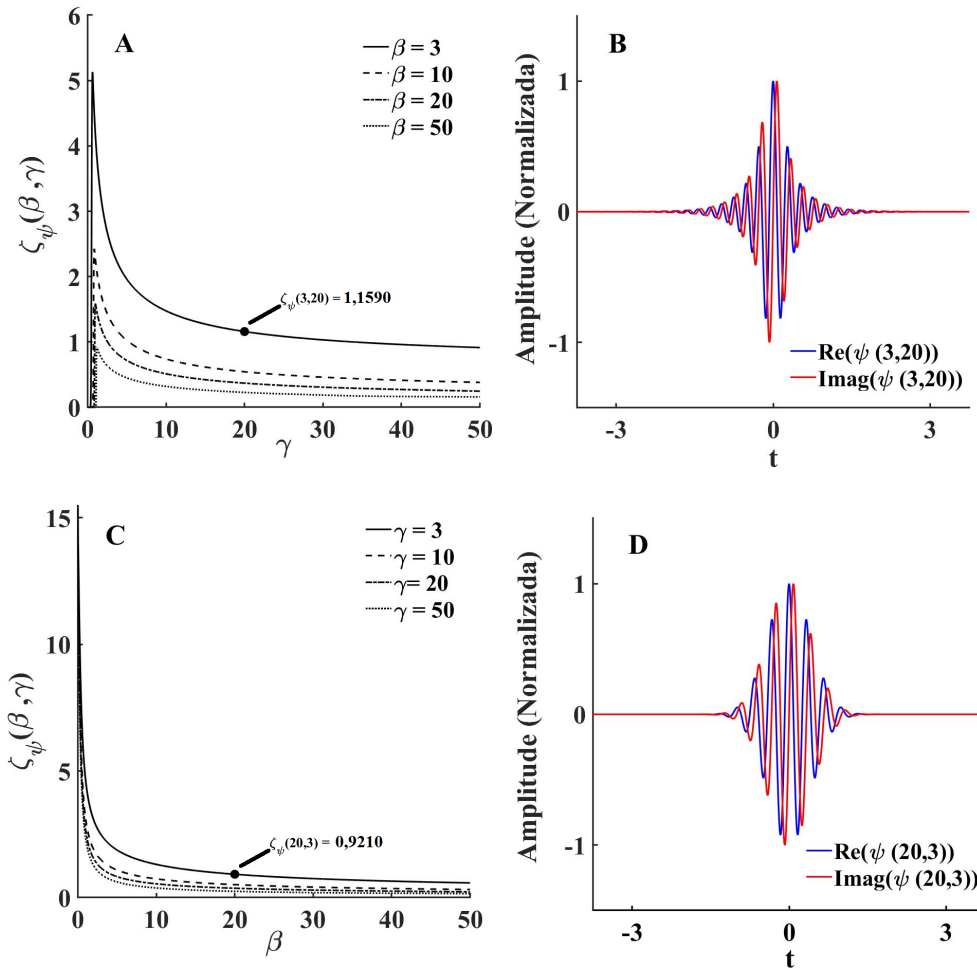 A
ζψ(β,γ)
6
5
4
3
2
1
0
β = 3
β = 10
β = 20
β = 50
ζψ(3,20) = 1,1590
0 10 20 30 40 50
γ
B
Amplitude (Normalizada)
1
0
-1
Re(ψ (3,20))
Imag(ψ (3,20))
-3 0 3
t
C
ζψ(β,γ)
15
10
5
0
γ = 3
γ = 10
γ= 20
γ = 50
ζψ(20,3) = 0,9210
0 10 20 30 40 50
β
D
Amplitude (Normalizada)
1
0
-1
Re(ψ (20,3))
Imag(ψ (20,3))
-3 0 3
t